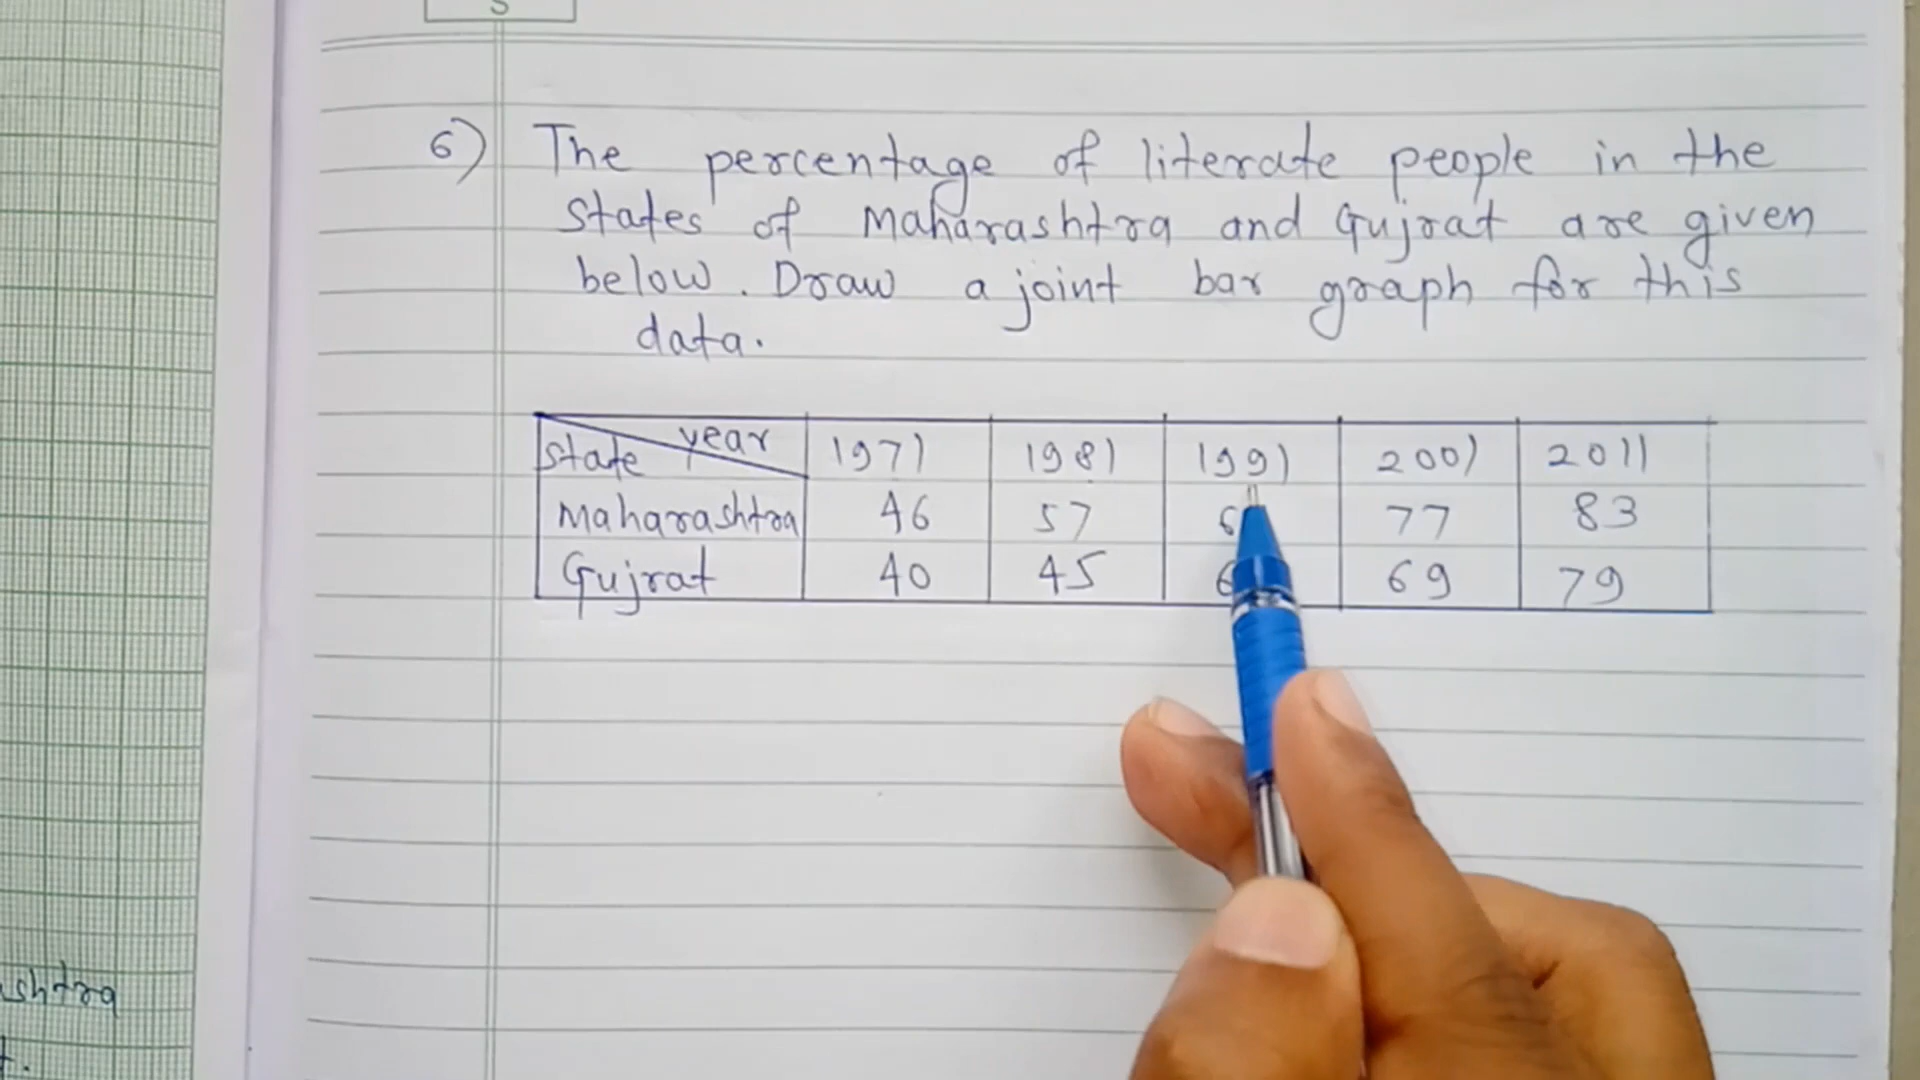 6) The percentage of literate people in the
states of Maharashtra and Gujrat are given
below. Draw a joint bar graph for this
data.
State year 1971 1981 1991 2001 2011
Maharashtra 46 57 77 83
Gujrat 40 45 69 79